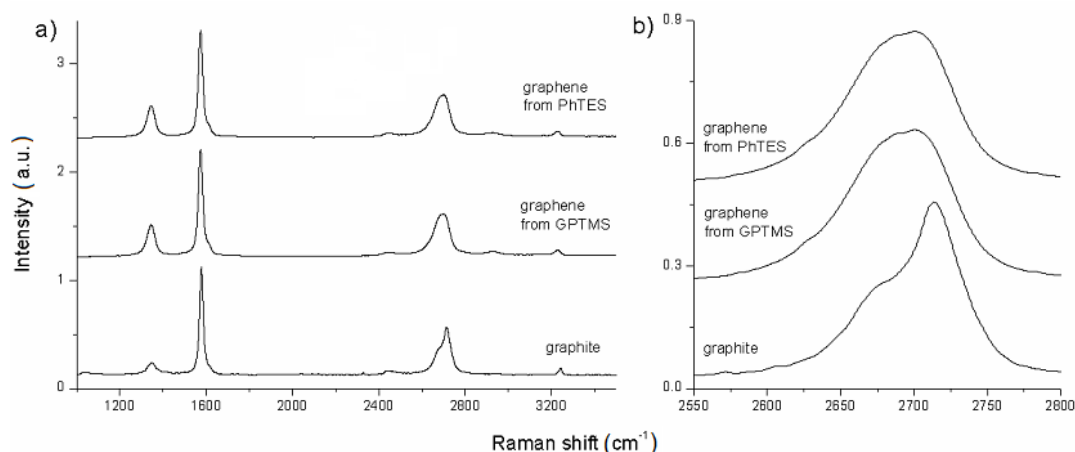 a)
b)
3
2
1
0
graphene
from PhTES
graphene
from GPTMS
graphite
1200 1600 2000 2400 2800 3200
Intensity (a.u.)
0.9
0.6
0.3
0.0
graphene
from PhTES
graphene
from GPTMS
graphite
2550 2600 2650 2700 2750 2800
Raman shift (cm⁻¹)